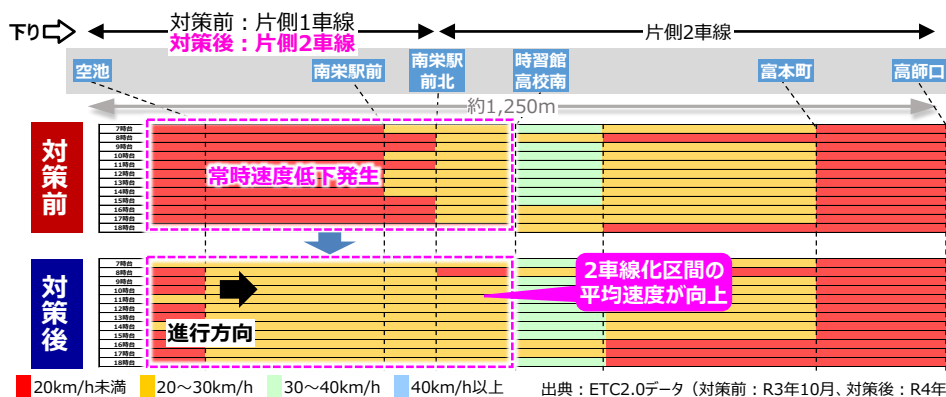 下り
対策前：片側1車線
対策後：片側2車線
片側2車線
空池
南栄駅前
南栄駅
前北
時習館
高校南
富本町
高師口
約1,250m
対策前
7時台
8時台
9時台
10時台
11時台
12時台
13時台
14時台
15時台
16時台
17時台
18時台
常時速度低下発生
対策後
7時台
8時台
9時台
10時台
11時台
12時台
13時台
14時台
15時台
16時台
17時台
18時台
進行方向
2車線化区間の
平均速度が向上
20km/h未満
20～30km/h
30～40km/h
40km/h以上
出典：ETC2.0データ（対策前：R3年10月、対策後：R4年